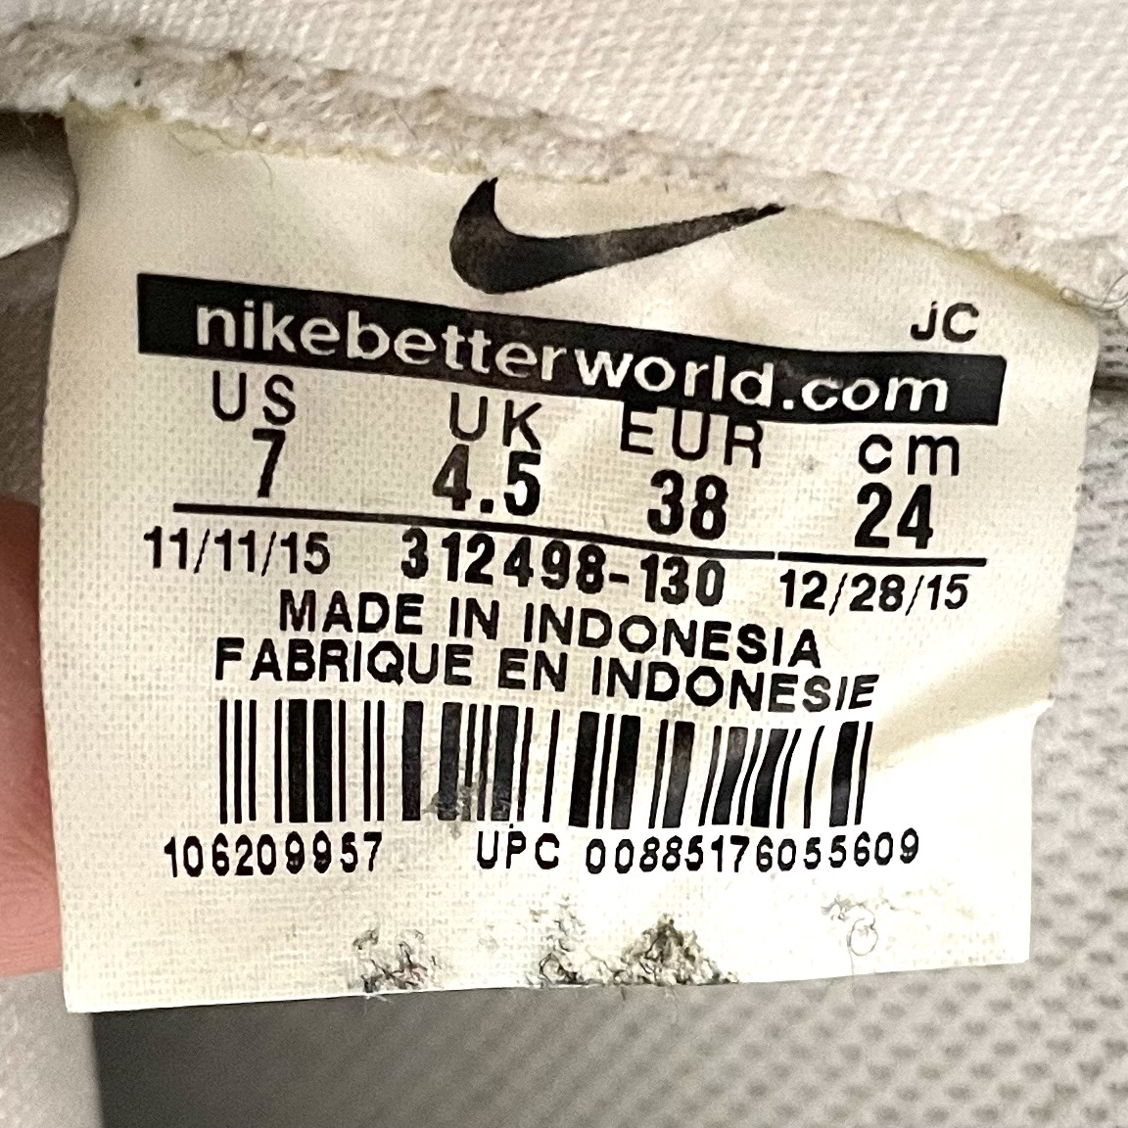 jC
nikebetterworld.com
US UK EUR cm
7 4.5 38 24
11/11/15 312498-130 12/28/15
MADE IN INDONESIA
FABRIQUE EN INDONESIE
106209957 UPC 00885176055609